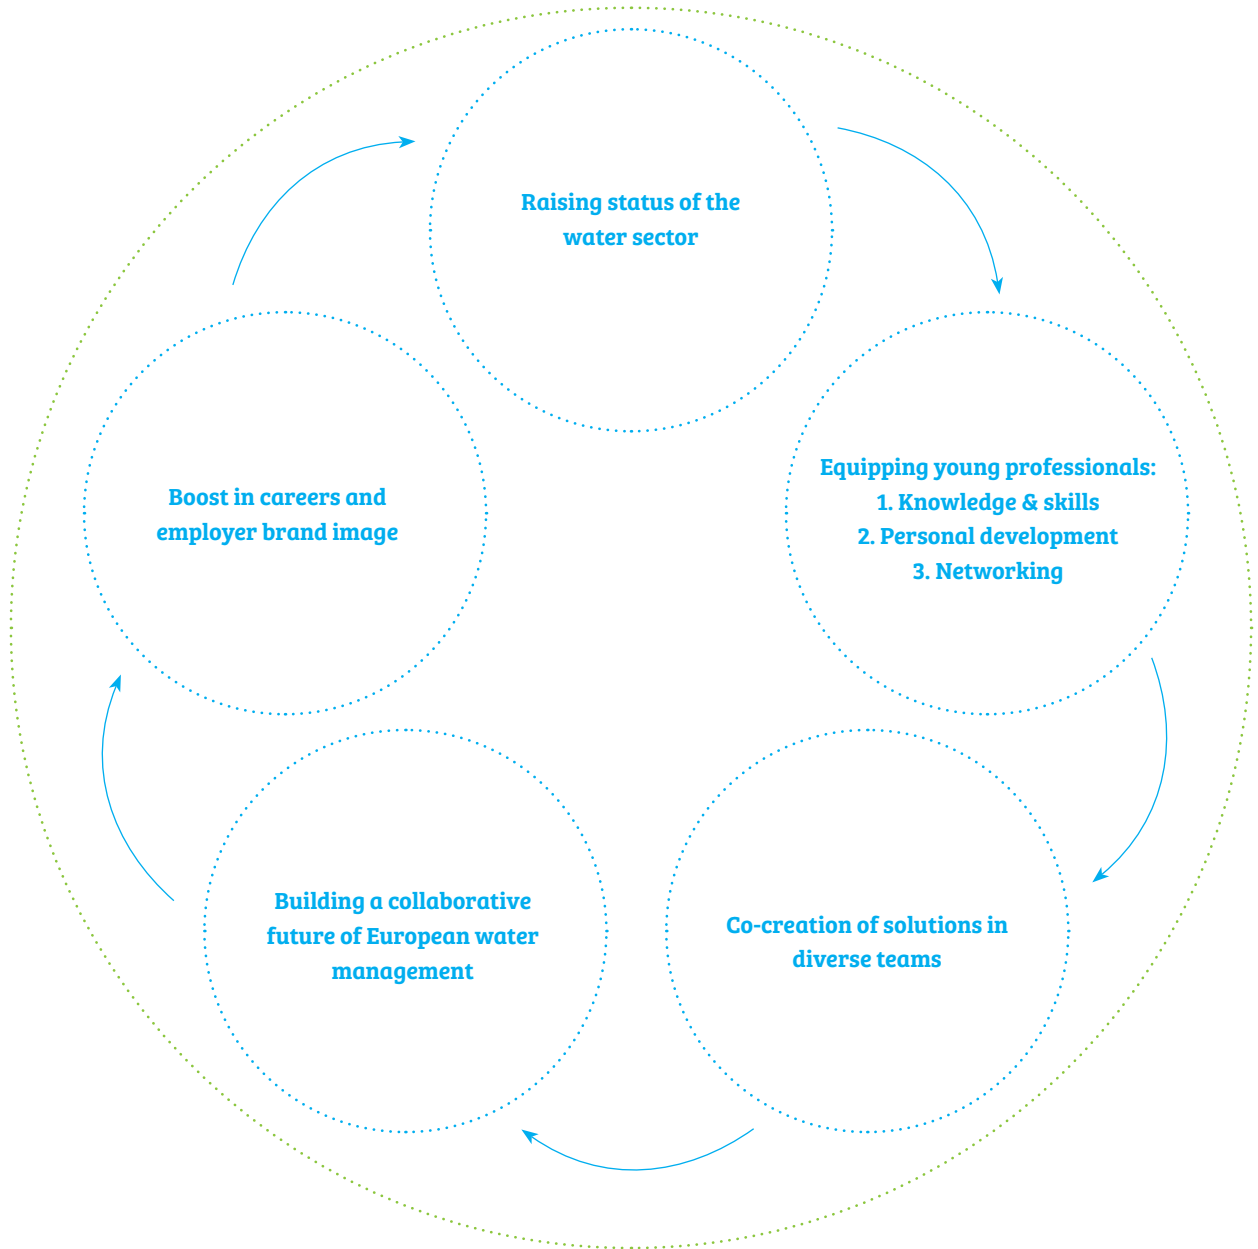 Raising status of the
water sector
Equipping young professionals:
1. Knowledge & skills
2. Personal development
3. Networking
Co-creation of solutions in
diverse teams
Building a collaborative
future of European water
management
Boost in careers and
employer brand image